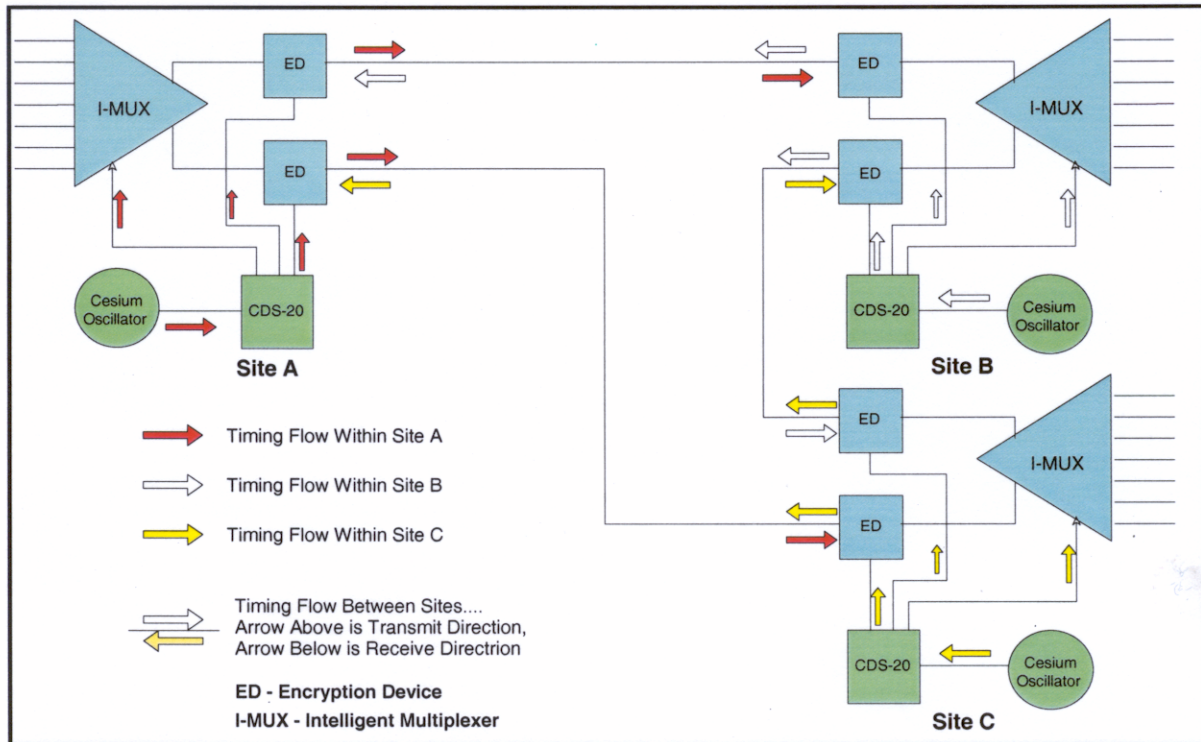 I-MUX
ED
ED
CDS-20
Cesium
Oscillator
Site A
ED
ED
I-MUX
CDS-20
Cesium
Oscillator
Site B
ED
ED
I-MUX
CDS-20
Cesium
Oscillator
Site C
Timing Flow Within Site A
Timing Flow Within Site B
Timing Flow Within Site C
Timing Flow Between Sites....
Arrow Above is Transmit Direction,
Arrow Below is Receive Directrion
ED - Encryption Device
I-MUX - Intelligent Multiplexer